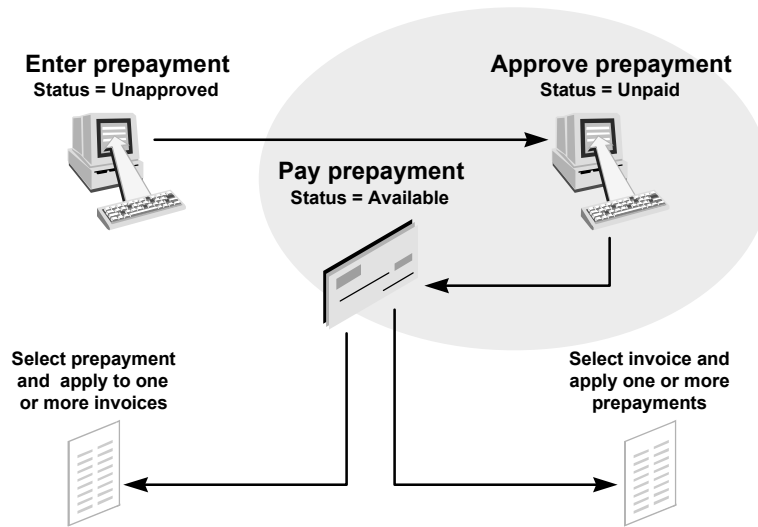 Enter prepayment
Status = Unapproved
Approve prepayment
Status = Unpaid
Pay prepayment
Status = Available
Select prepayment
and apply to one
or more invoices
Select invoice and
apply one or more
prepayments